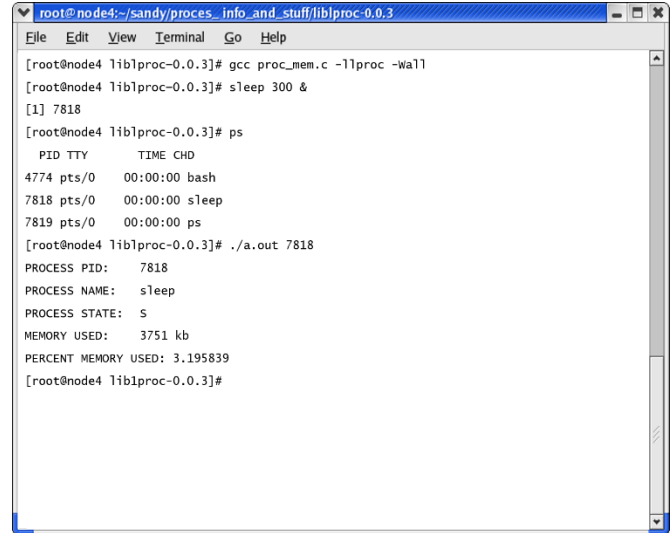 root@node4:~/sandy/proces_ info_and_stuff/liblproc-0.0.3
File Edit View Terminal Go Help
[root@node4 liblproc-0.0.3]# gcc proc_mem.c -llproc -Wall
[root@node4 liblproc-0.0.3]# sleep 300 &
[1] 7818
[root@node4 liblproc-0.0.3]# ps
PID TTY TIME CHD
4774 pts/0 00:00:00 bash
7818 pts/0 00:00:00 sleep
7819 pts/0 00:00:00 ps
[root@node4 liblproc-0.0.3]# ./a.out 7818
PROCESS PID: 7818
PROCESS NAME: sleep
PROCESS STATE: S
MEMORY USED: 3751 kb
PERCENT MEMORY USED: 3.195839
[root@node4 lib1proc-0.0.3]#